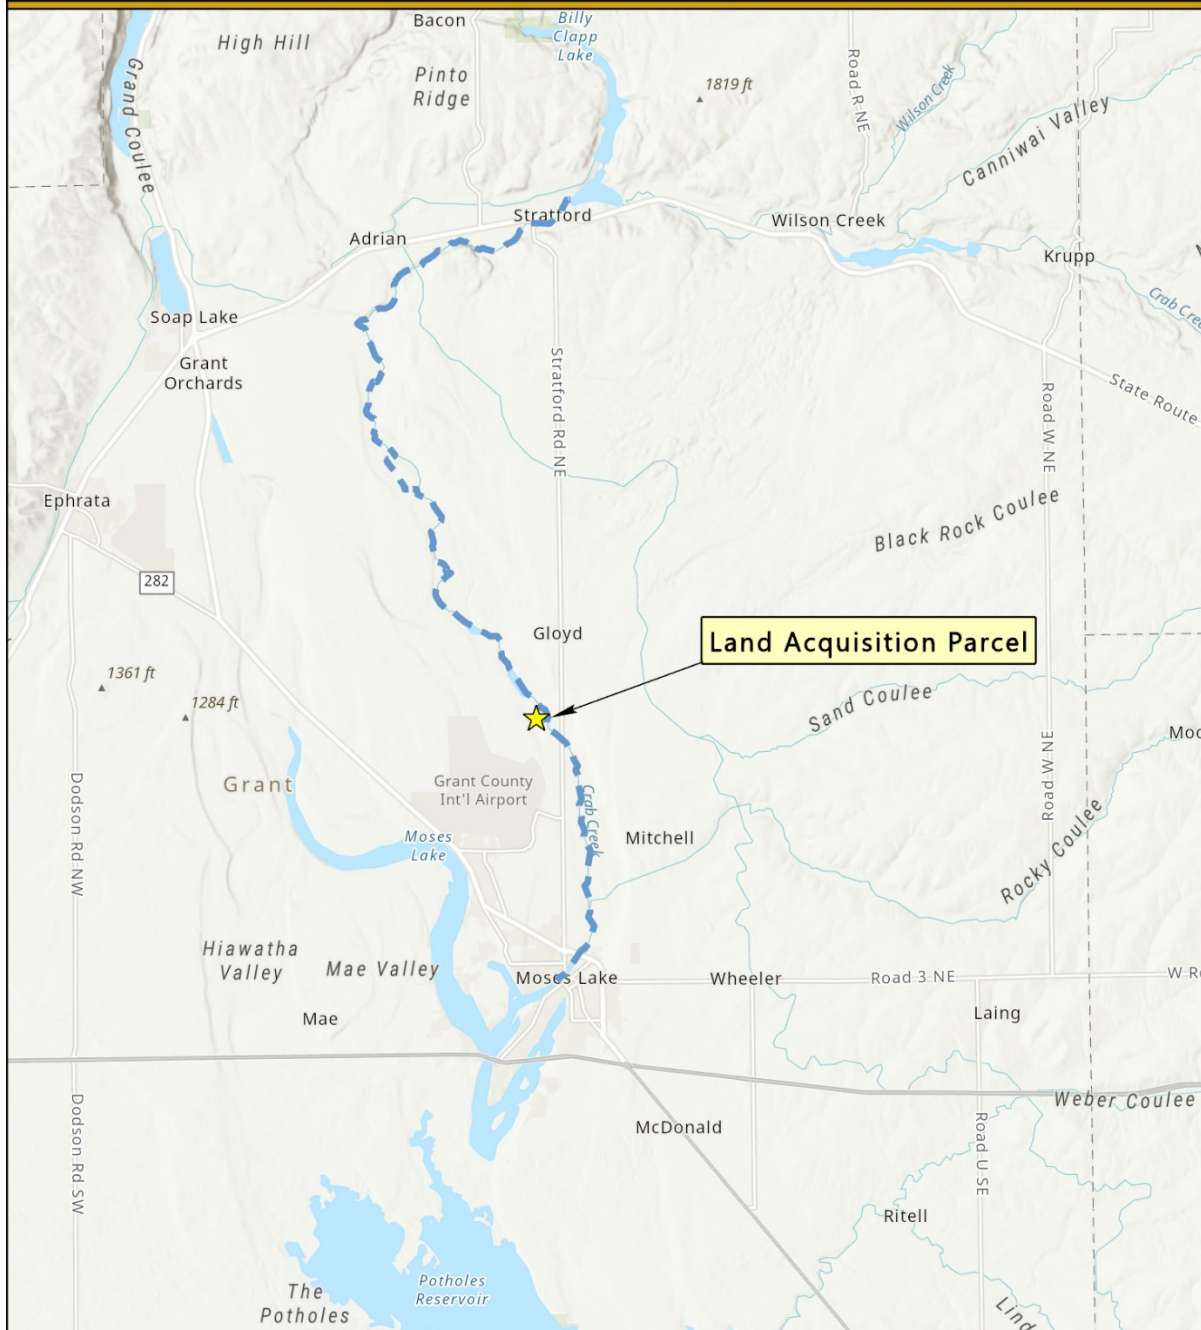 Bacon
Billy
Clapp
Lake
High Hill
Pinto
Ridge
1819 ft
Road R NE
Wilson Creek
Grand Coulee
Canniwai Valley
Stratford
Wilson Creek
Adrian
Krupp
Crab Cree
Soap Lake
Grant
Orchards
Stratford Rd NE
State Route
Road W NE
Ephrata
Black Rock Coulee
282
Gloyd
Land Acquisition Parcel
1361 ft
1284 ft
Sand Coulee
Moc
Grant
Grant County
Int'l Airport
Dodson Rd NW
Crab Creek
Road W NE
Moses
Lake
Mitchell
Rocky Coulee
Hiawatha
Valley
Mae Valley
Moses Lake
Wheeler
Road 3 NE
W Ro
Mae
Laing
Weber Coulee
McDonald
Dodson Rd SW
Road U SE
Ritell
Potholes
Reservoir
The
Potholes
Lind